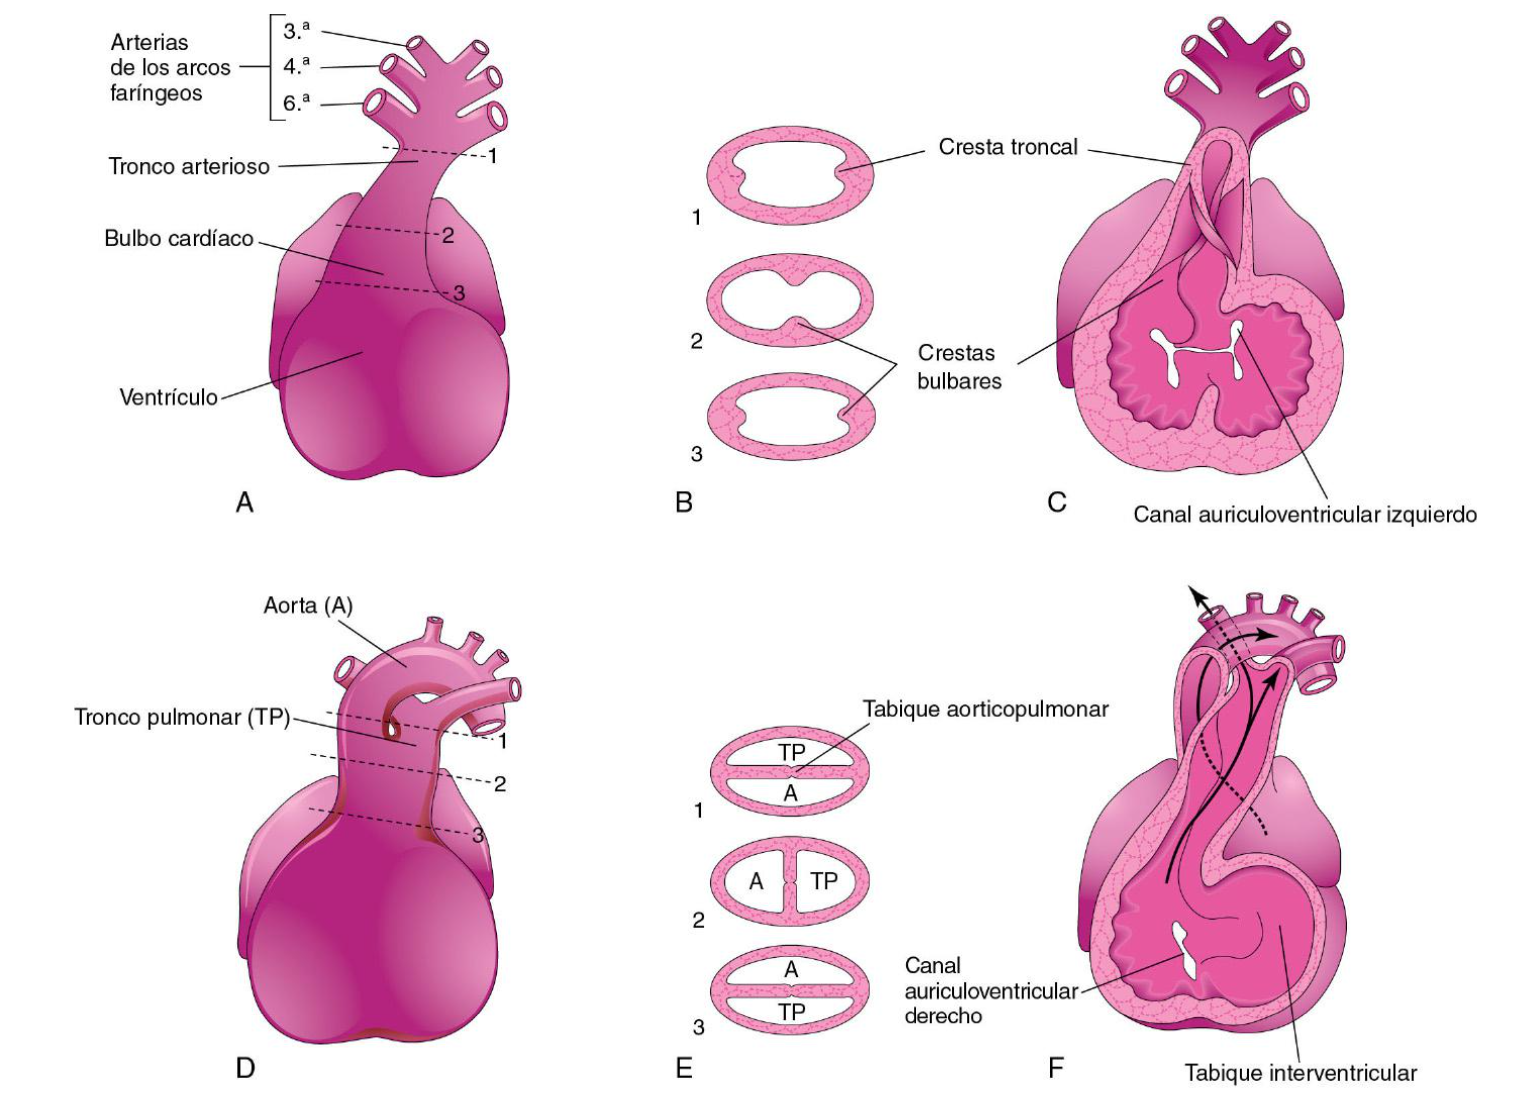 Arterias
de los arcos
faríngeos
3.ª
4.ª
6.ª
Tronco arterioso
1
Bulbo cardíaco
2
3
Ventrículo
A
1
2
3
B
Cresta troncal
Crestas
bulbares
C
Canal auriculoventricular izquierdo
Aorta (A)
Tronco pulmonar (TP)
1
2
3
D
Tabique aorticopulmonar
TP
A
1
A TP
2
A
TP
3
E
Canal
auriculoventricular
derecho
F
Tabique interventricular